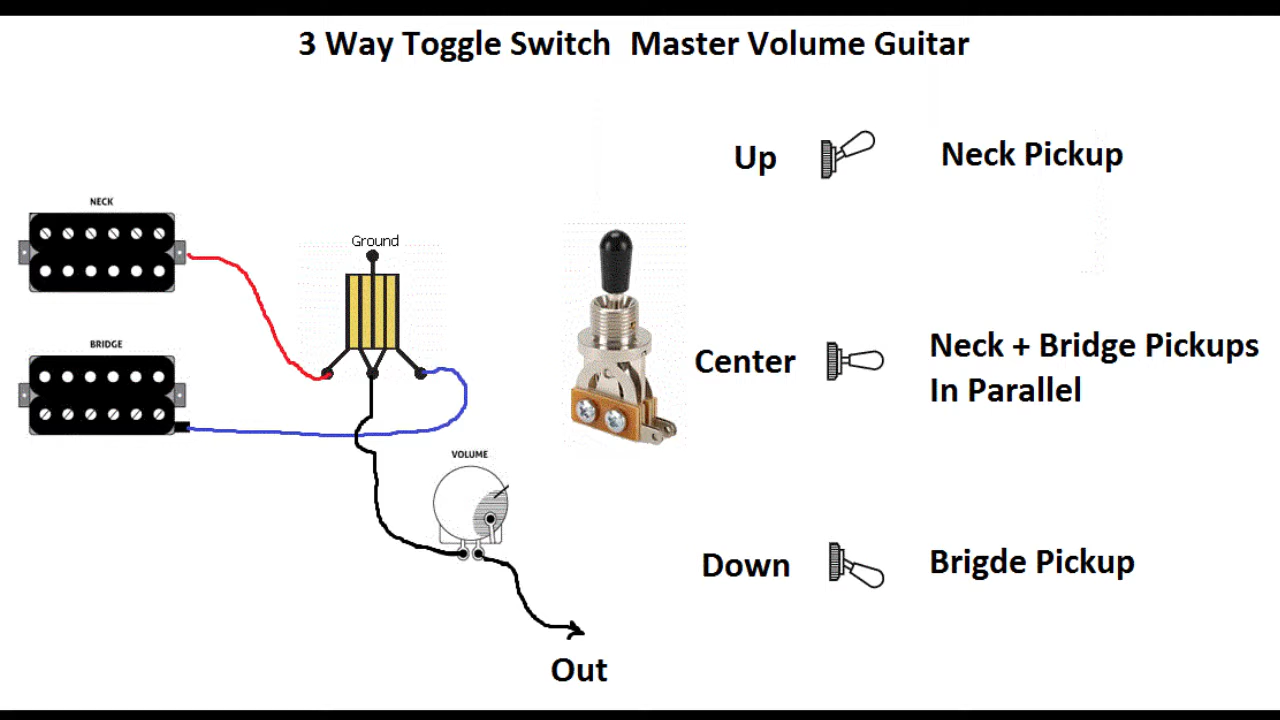 3 Way Toggle Switch  Master Volume Guitar
Up
Neck Pickup
NECK
Ground
BRIDGE
Center
Neck + Bridge Pickups
In Parallel
VOLUME
Down
Brigde Pickup
Out